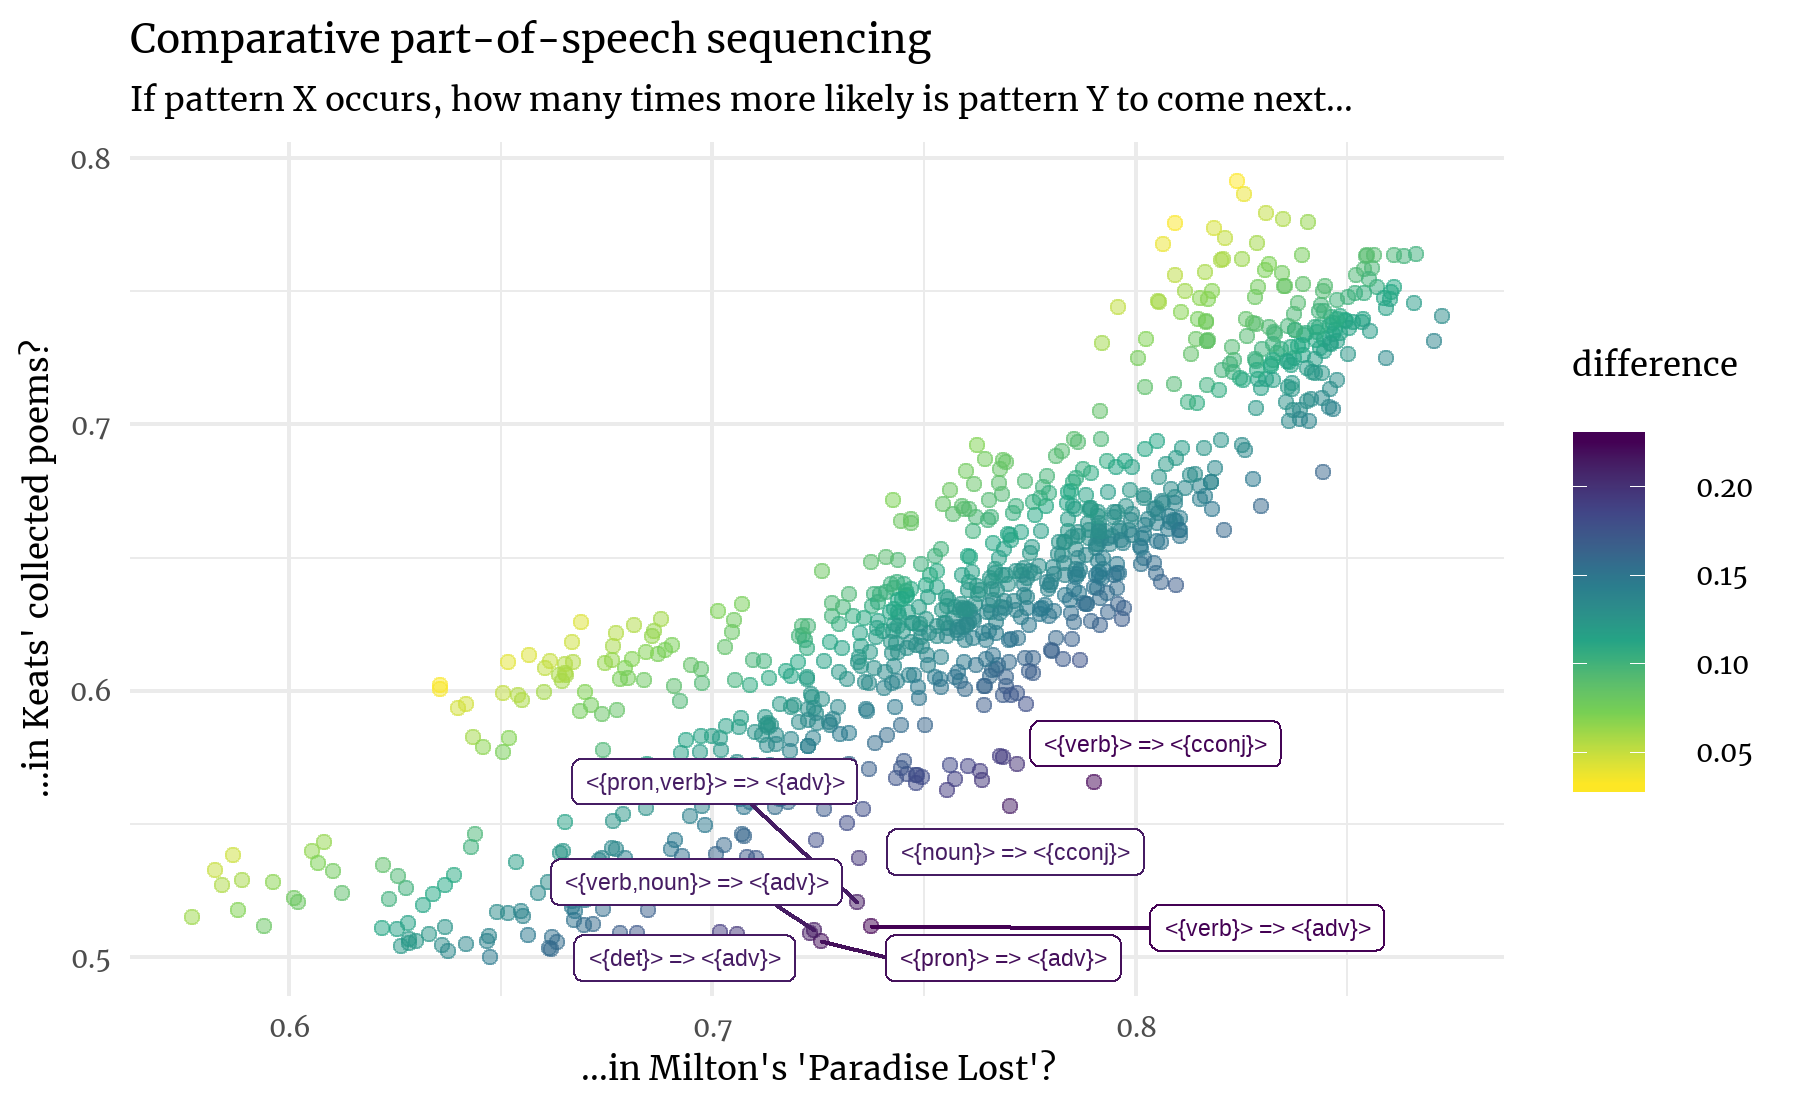 Comparative part-of-speech sequencing
If pattern X occurs, how many times more likely is pattern Y to come next...
0.8
0.7
0.6
0.5
...in Keats' collected poems?
<{verb}> => <{cconj}>
<{pron,verb}> => <{adv}>
<{noun}> => <{cconj}>
<{verb,noun}> => <{adv}>
<{verb}> => <{adv}>
<{det}> => <{adv}>
<{pron}> => <{adv}>
0.6
0.7
0.8
...in Milton's 'Paradise Lost'?
difference
0.20
0.15
0.10
0.05